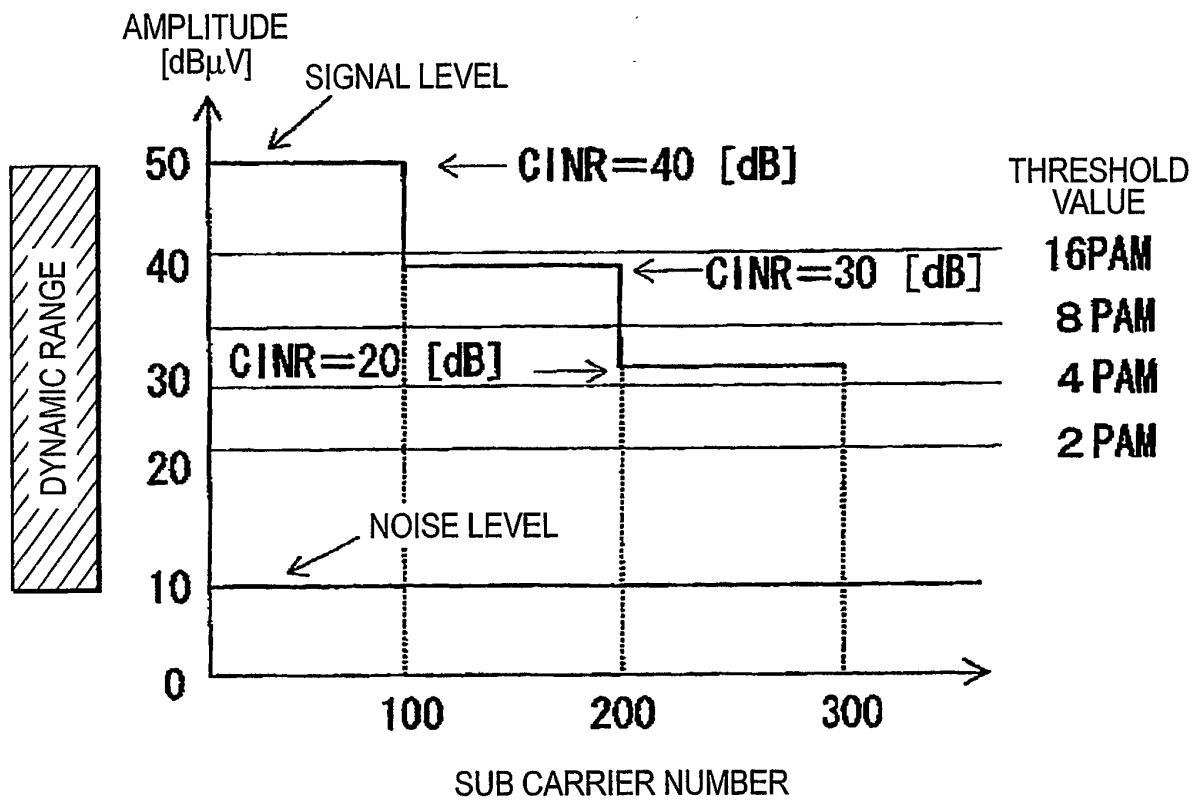 AMPLITUDE
[dBμV]
SIGNAL LEVEL
50
CINR=40 [dB]
THRESHOLD
VALUE
40
16PAM
CINR=30 [dB]
8 PAM
DYNAMIC RANGE
CINR=20 [dB]
30
4 PAM
2 PAM
20
NOISE LEVEL
10
0
100 200 300
SUB CARRIER NUMBER